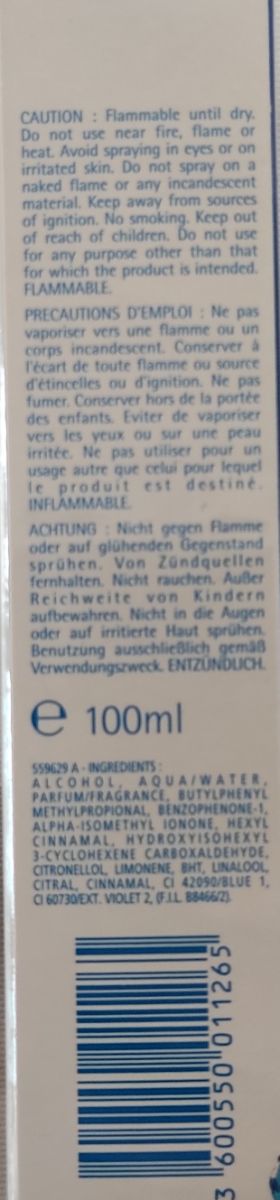 CAUTION : Flammable until dry.
Do not use near fire, flame or
heat. Avoid spraying in eyes or on
irritated skin. Do not spray on a
naked flame or any incandescent
material. Keep away from sources
of ignition. No smoking. Keep out
of reach of children. Do not use
for any purpose other than that
for which the product is intended.
FLAMMABLE.
PRECAUTIONS D'EMPLOI : Ne pas
vaporiser vers une flamme ou un
corps incandescent. Conserver à
l'écart de toute flamme ou source
d'étincelles ou d'ignition. Ne pas
fumer. Conserver hors de la portée
des enfants. Eviter de vaporiser
vers les yeux ou sur une peau
irritée. Ne pas utiliser pour un
usage autre que celui pour lequel
le produit est destiné.
INFLAMMABLE.
ACHTUNG : Nicht gegen Flamme
oder auf glühenden Gegenstand
sprühen. Von Zündquellen
fernhalten. Nicht rauchen. Außer
Reichweite von Kindern
aufbewahren. Nicht in die Augen
oder auf irritierte Haut sprühen.
Benutzung ausschließlich gemäß
Verwendungszweck. ENTZÜNDLICH.
e 100ml
559629 A - INGREDIENTS :
ALCOHOL, AQUA/WATER,
PARFUM/FRAGRANCE, BUTYLPHENYL
METHYLPROPIONAL, BENZOPHENONE-1,
ALPHA-ISOMETHYL IONONE, HEXYL
CINNAMAL, HYDROXYISOHEXYL
3-CYCLOHEXENE CARBOXALDEHYDE,
CITRONELLOL, LIMONENE, BHT, LINALOOL,
CITRAL, CINNAMAL, CI 42090/BLUE 1,
CI 60730/EXT. VIOLET 2, (F.I.L. B8466/2).
3 600550 011265